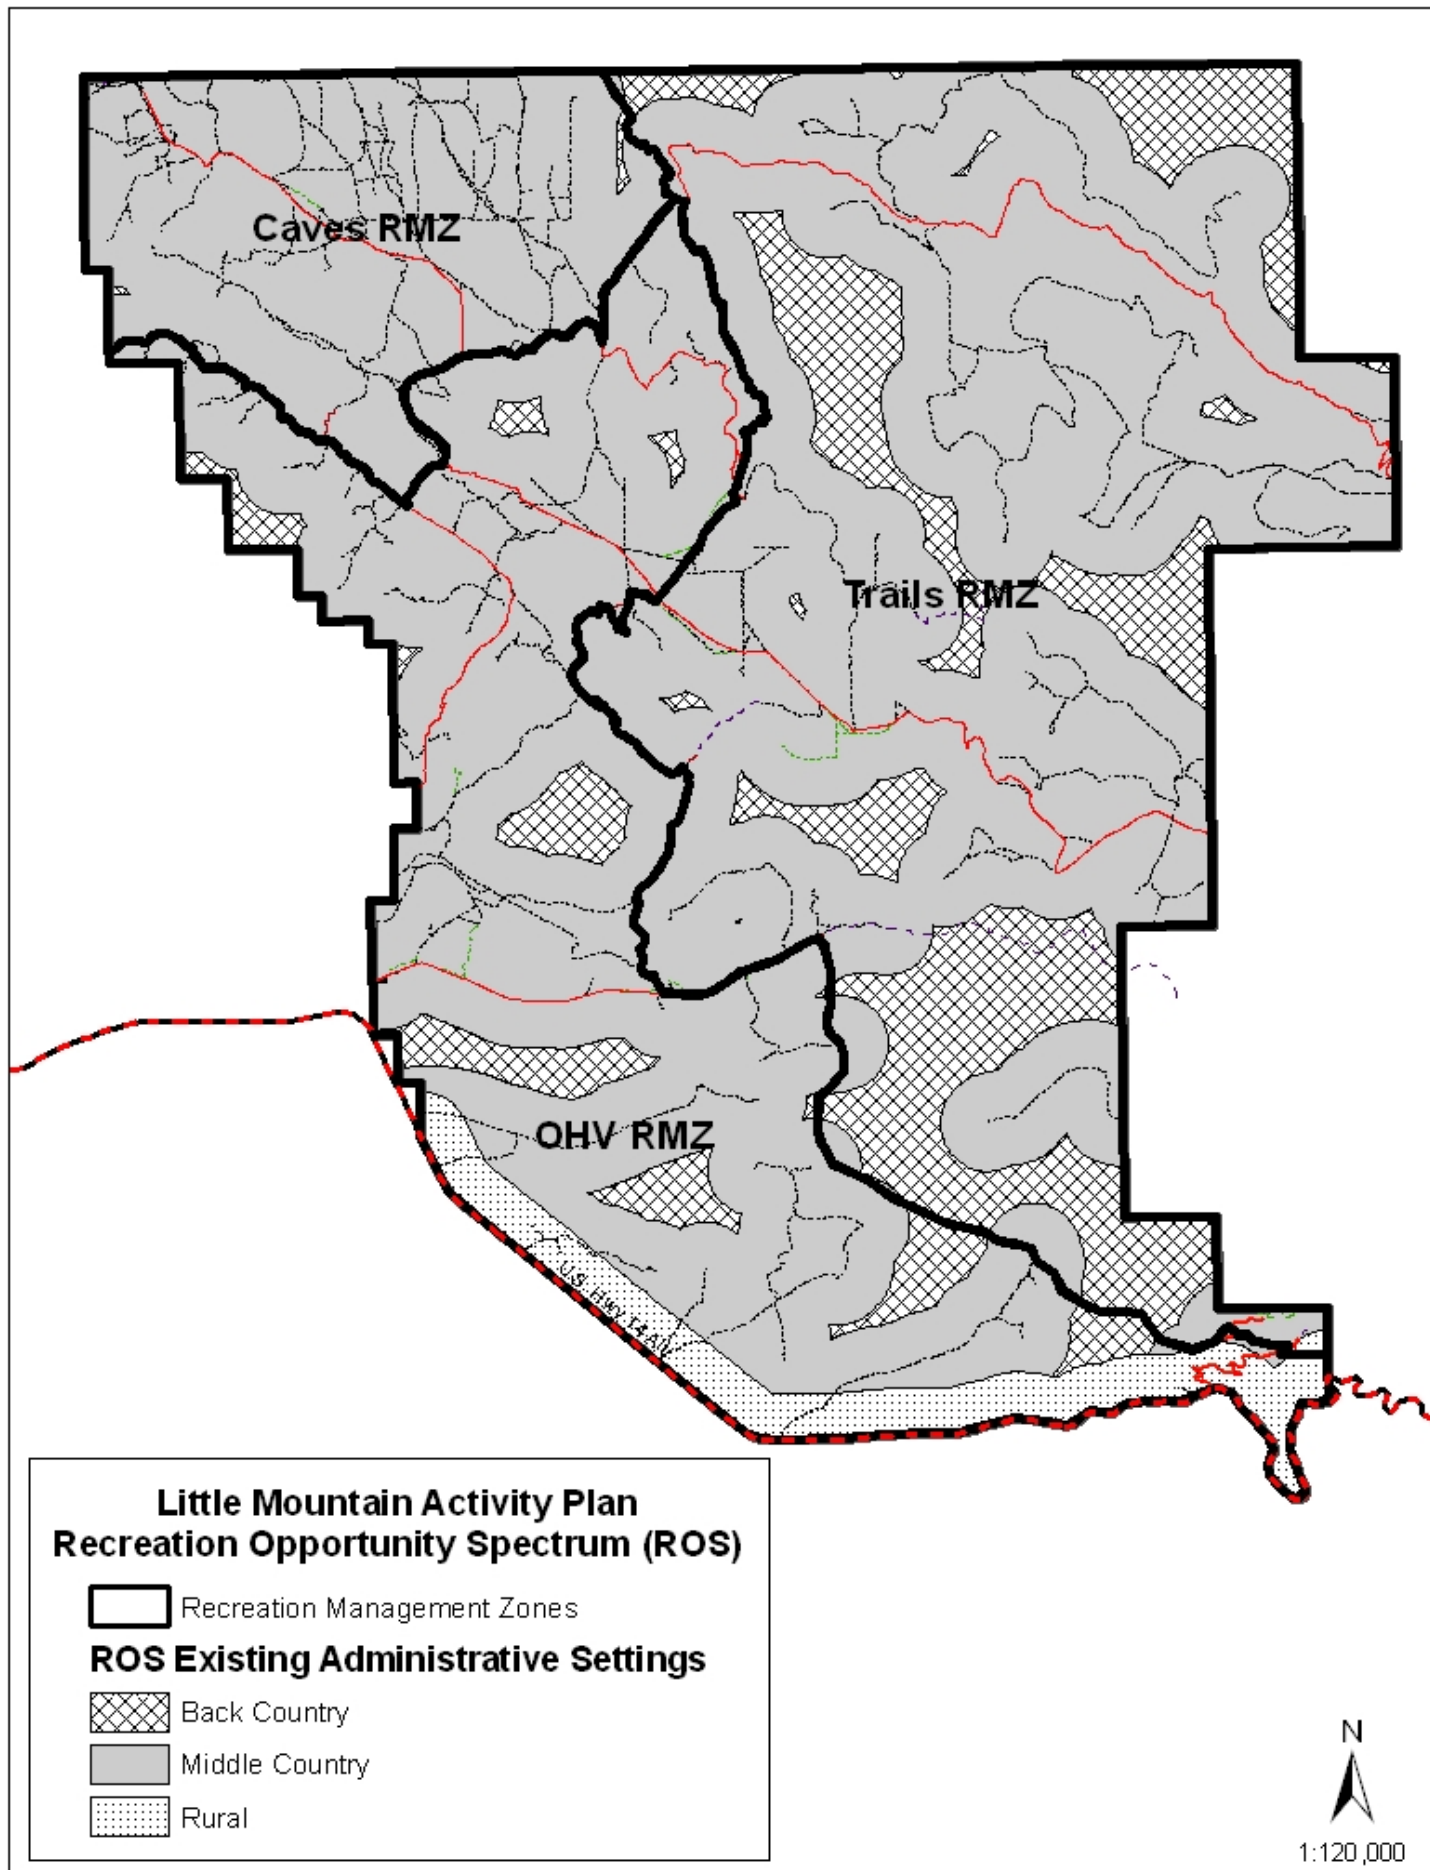 Caves RMZ
Trails RMZ
OHV RMZ
U.S. HWY 14 Alt
Little Mountain Activity Plan
Recreation Opportunity Spectrum (ROS)
Recreation Management Zones
ROS Existing Administrative Settings
Back Country
Middle Country
Rural
N
1:120,000